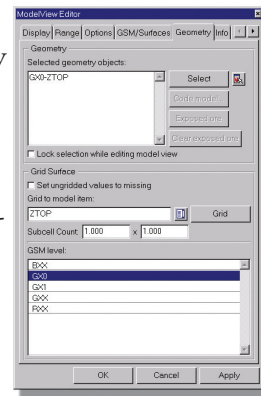 ModelView Editor
Display Range Options GSM/Surfaces Geometry Info
Geometry
Selected geometry objects:
GX0-ZTOP
Select
Code model...
Exposed ore
Clear exposed ore
Lock selection while editing model view
Grid Surface
Set ungridded values to missing
Grid to model item:
ZTOP
Grid
Subcell Count: 1.000 x 1.000
GSM level:
BXX
GX0
GX1
GXX
RXX
OK Cancel Apply